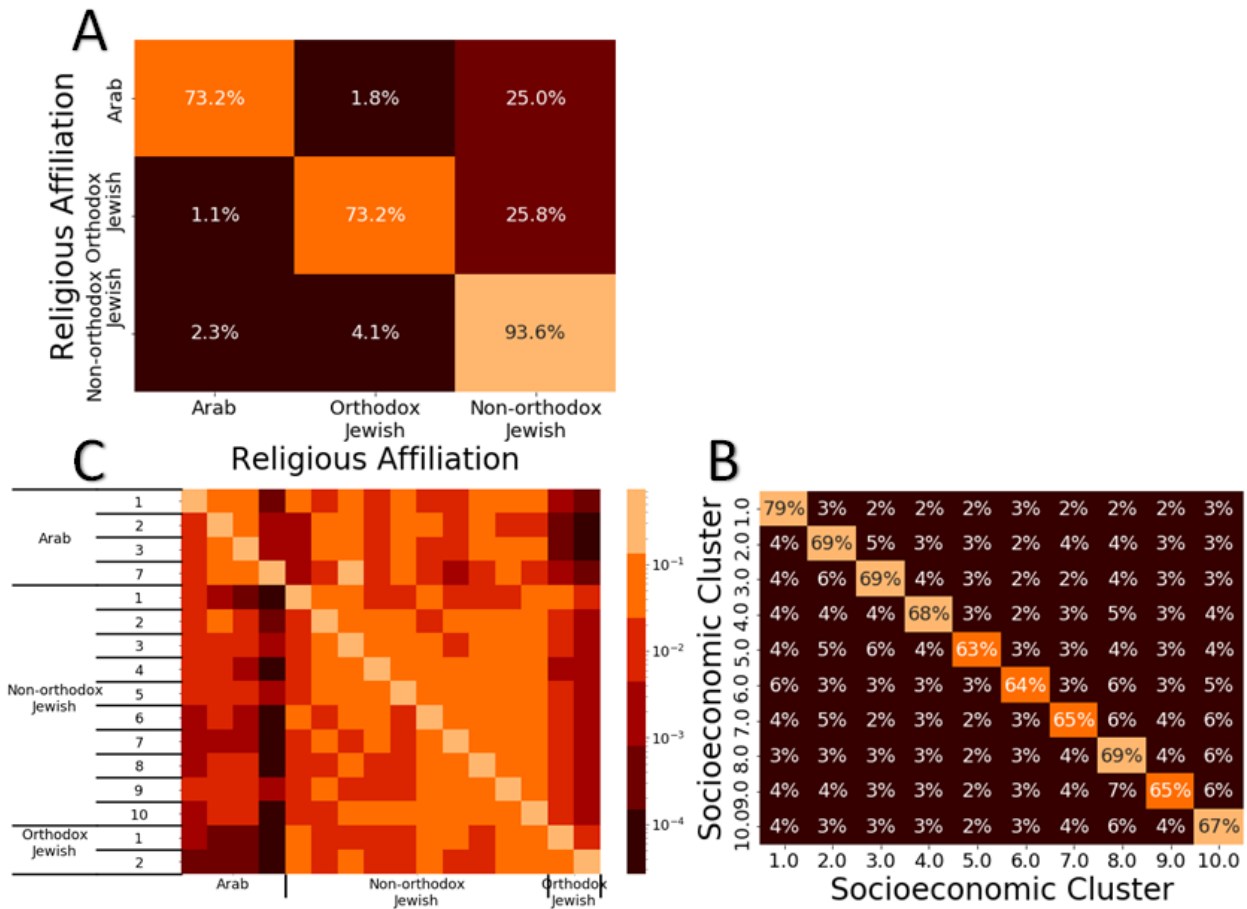 A
Religious Affiliation
Arab
Orthodox
Jewish
Non-orthodox
Jewish
73.2% 1.8% 25.0%
1.1% 73.2% 25.8%
2.3% 4.1% 93.6%
Arab
Orthodox
Jewish
Non-orthodox
Jewish
Religious Affiliation
C
Arab
1
2
3
7
Non-orthodox
Jewish
1
2
3
4
5
6
7
8
9
10
Orthodox
Jewish
1
2
Arab
Non-orthodox
Jewish
Orthodox
Jewish
10⁻¹
10⁻²
10⁻³
10⁻⁴
B
Socioeconomic Cluster
1.0 79% 3% 2% 2% 2% 3% 2% 2% 2% 3%
2.0 4% 69% 5% 3% 3% 2% 4% 4% 3% 3%
3.0 4% 6% 69% 4% 3% 2% 2% 4% 3% 3%
4.0 4% 4% 4% 68% 3% 2% 3% 5% 3% 4%
5.0 4% 5% 6% 4% 63% 3% 3% 4% 3% 4%
6.0 6% 3% 3% 3% 3% 64% 3% 6% 3% 5%
7.0 4% 5% 2% 3% 2% 3% 65% 6% 4% 6%
8.0 3% 3% 3% 3% 2% 3% 4% 69% 4% 6%
9.0 4% 4% 3% 3% 2% 3% 4% 7% 65% 6%
10.0 4% 3% 3% 3% 2% 3% 4% 6% 4% 67%
1.0 2.0 3.0 4.0 5.0 6.0 7.0 8.0 9.0 10.0
Socioeconomic Cluster